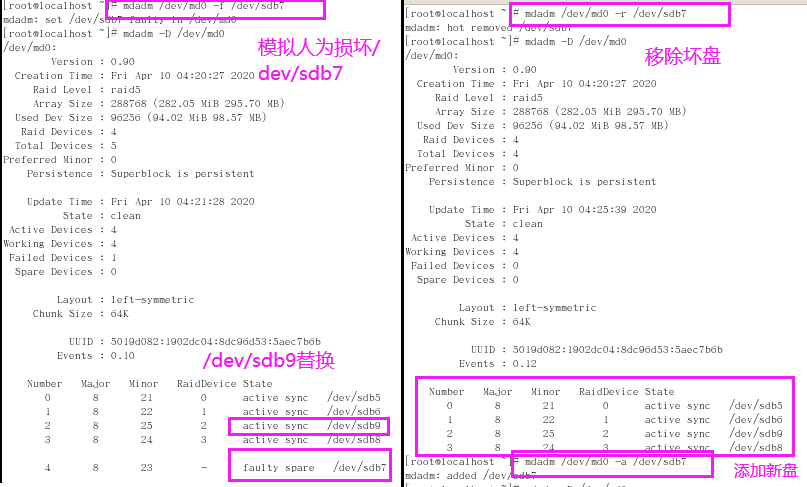 [root@localhost ~]# mdadm /dev/md0 -f /dev/sdb7
mdadm: set /dev/sdb7 faulty in /dev/md0
[root@localhost ~]# mdadm -D /dev/md0
/dev/md0:
模拟人为损坏/
dev/sdb7
Version : 0.90
Creation Time : Fri Apr 10 04:20:27 2020
Raid Level : raid5
Array Size : 288768 (282.05 MiB 295.70 MB)
Used Dev Size : 96256 (94.02 MiB 98.57 MB)
Raid Devices : 4
Total Devices : 5
Preferred Minor : 0
Persistence : Superblock is persistent
Update Time : Fri Apr 10 04:21:28 2020
State : clean
Active Devices : 4
Working Devices : 4
Failed Devices : 1
Spare Devices : 0
Layout : left-symmetric
Chunk Size : 64K
UUID : 5019d082:1902dc04:8dc96d53:5aec7b6b
Events : 0.10
/dev/sdb9替换
Number Major Minor RaidDevice State
0 8 21 0 active sync /dev/sdb5
1 8 22 1 active sync /dev/sdb6
2 8 25 2 active sync /dev/sdb9
3 8 24 3 active sync /dev/sdb8
4 8 23 - faulty spare /dev/sdb7
[root@localhost ~]# mdadm /dev/md0 -r /dev/sdb7
mdadm: hot removed /dev/sdb7
[root@localhost ~]# mdadm -D /dev/md0
/dev/md0:
移除坏盘
Version : 0.90
Creation Time : Fri Apr 10 04:20:27 2020
Raid Level : raid5
Array Size : 288768 (282.05 MiB 295.70 MB)
Used Dev Size : 96256 (94.02 MiB 98.57 MB)
Raid Devices : 4
Total Devices : 4
Preferred Minor : 0
Persistence : Superblock is persistent
Update Time : Fri Apr 10 04:25:39 2020
State : clean
Active Devices : 4
Working Devices : 4
Failed Devices : 0
Spare Devices : 0
Layout : left-symmetric
Chunk Size : 64K
UUID : 5019d082:1902dc04:8dc96d53:5aec7b6b
Events : 0.12
Number Major Minor RaidDevice State
0 8 21 0 active sync /dev/sdb5
1 8 22 1 active sync /dev/sdb6
2 8 25 2 active sync /dev/sdb9
3 8 24 3 active sync /dev/sdb8
[root@localhost ~]# mdadm /dev/md0 -a /dev/sdb7
mdadm: added /dev/sdb7
添加新盘